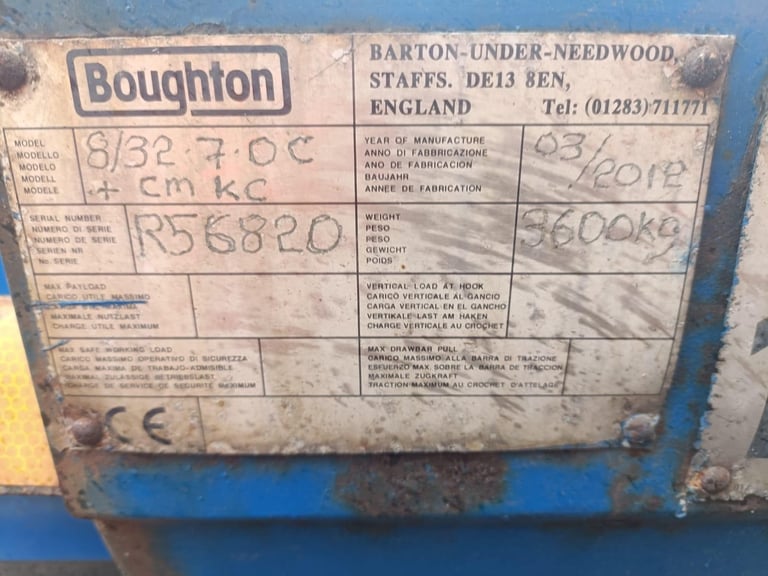 Boughton
BARTON-UNDER-NEEDWOOD,
STAFFS. DE13 8EN,
ENGLAND Tel: (01283) 711771
MODEL
MODELLO
MODELO
MODELL
MODELE
8/32.7.0C
+ CM KC
YEAR OF MANUFACTURE
ANNO DI FABBRICAZIONE
ANO DE FABRICACION
BAUJAHR
ANNEE DE FABRICATION
03/2012
SERIAL NUMBER
NUMERO DI SERIE
NUMERO DE SERIE
SERIEN NR
No. SERIE
R56820
WEIGHT
PESO
PESO
GEWICHT
POIDS
3600KG
MAX PAYLOAD
CARICO UTILE MASSIMO
MAXIMALE NUTZLAST
CHARGE UTILE MAXIMUM
VERTICAL LOAD AT HOOK
CARICO VERTICALE AL GANCIO
CARGA VERTICAL EN EL GANCHO
VERTIKALE LAST AM HAKEN
CHARGE VERTICALE AU CROCHET
MAX SAFE WORKING LOAD
CARICO MASSIMO OPERATIVO DI SICUREZZA
CARGA MAXIMA DE TRABAJO ADMISIBLE
MAXIMAL ZULASSIGE BETRIEBSLAST
CHARGE DE SERVICE DE SECURITE MAXIMUM
MAX DRAWBAR PULL
CARICO MASSIMO ALLA BARRA DI TRAZIONE
ESFUERZO MAX. SOBRE LA BARRA DE TRACCION
MAXIMALE ZUGKRAFT
TRACTION MAXIMUM AU CROCHET D'ATTELAGE
CE